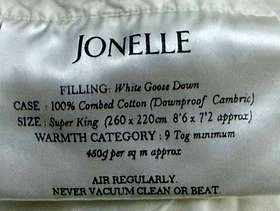 JONELLE
FILLING: White Goose Down
CASE : 100% Combed Cotton (Downproof Cambric)
SIZE : Super King (260 x 220cm 8'6 x 7'2 approx)
WARMTH CATEGORY : 9 Tog minimum
450g per sq m approx
AIR REGULARLY.
NEVER VACUUM CLEAN OR BEAT.